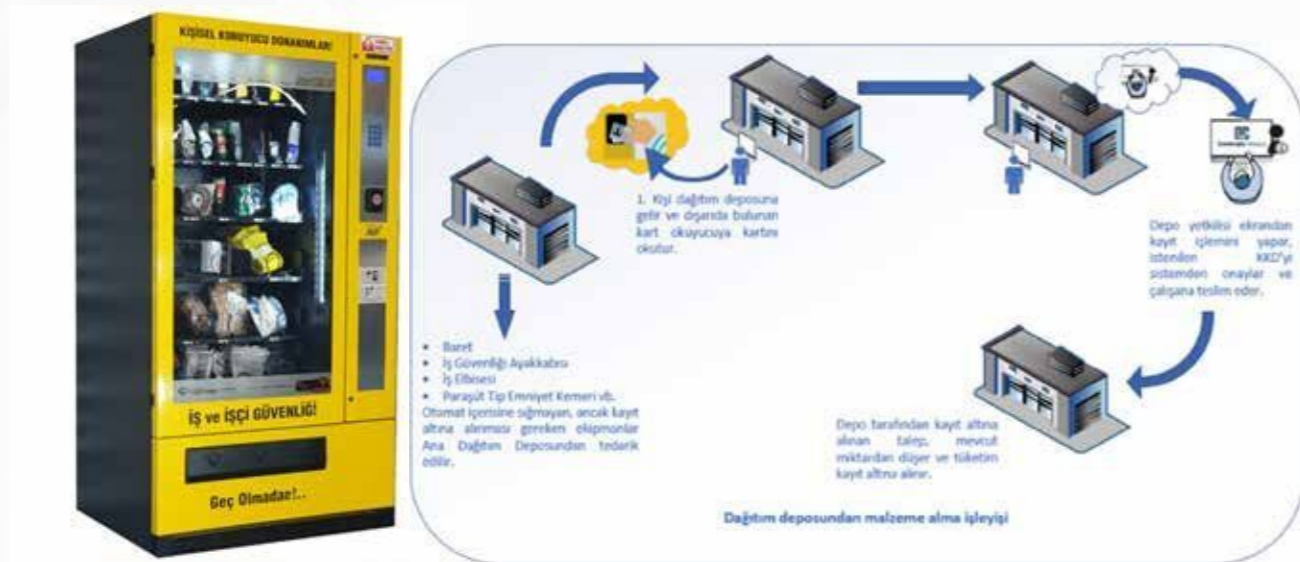 KİŞİSEL KORUYUCU DONANIMLAR!
İŞ ve İŞÇİ GÜVENLİĞİ!
Geç Olmadan!..
1. Kişi dağıtım deposuna
gelir ve dışarıda bulunan
kart okuyucuya kartını
okutur.
Depo yetkilisi ekrandan
kayıt işlemini yapar,
istenilen KKD'yi
sistemden onaylar ve
çalışana teslim eder.
• Baret
• İş Güvenliği Ayakkabısı
• İş Elbisesi
• Paraşüt Tip Emniyet Kemeri vb.
Otomat içerisine sığmayan, ancak kayıt
altına alınması gereken ekipmanlar
Ana Dağıtım Deposundan tedarik
edilir.
Depo tarafından kayıt altına
alınan talep, mevcut
miktardan düşer ve tüketim
kayıt altına alınır.
Dağıtım deposundan malzeme alma işleyişi